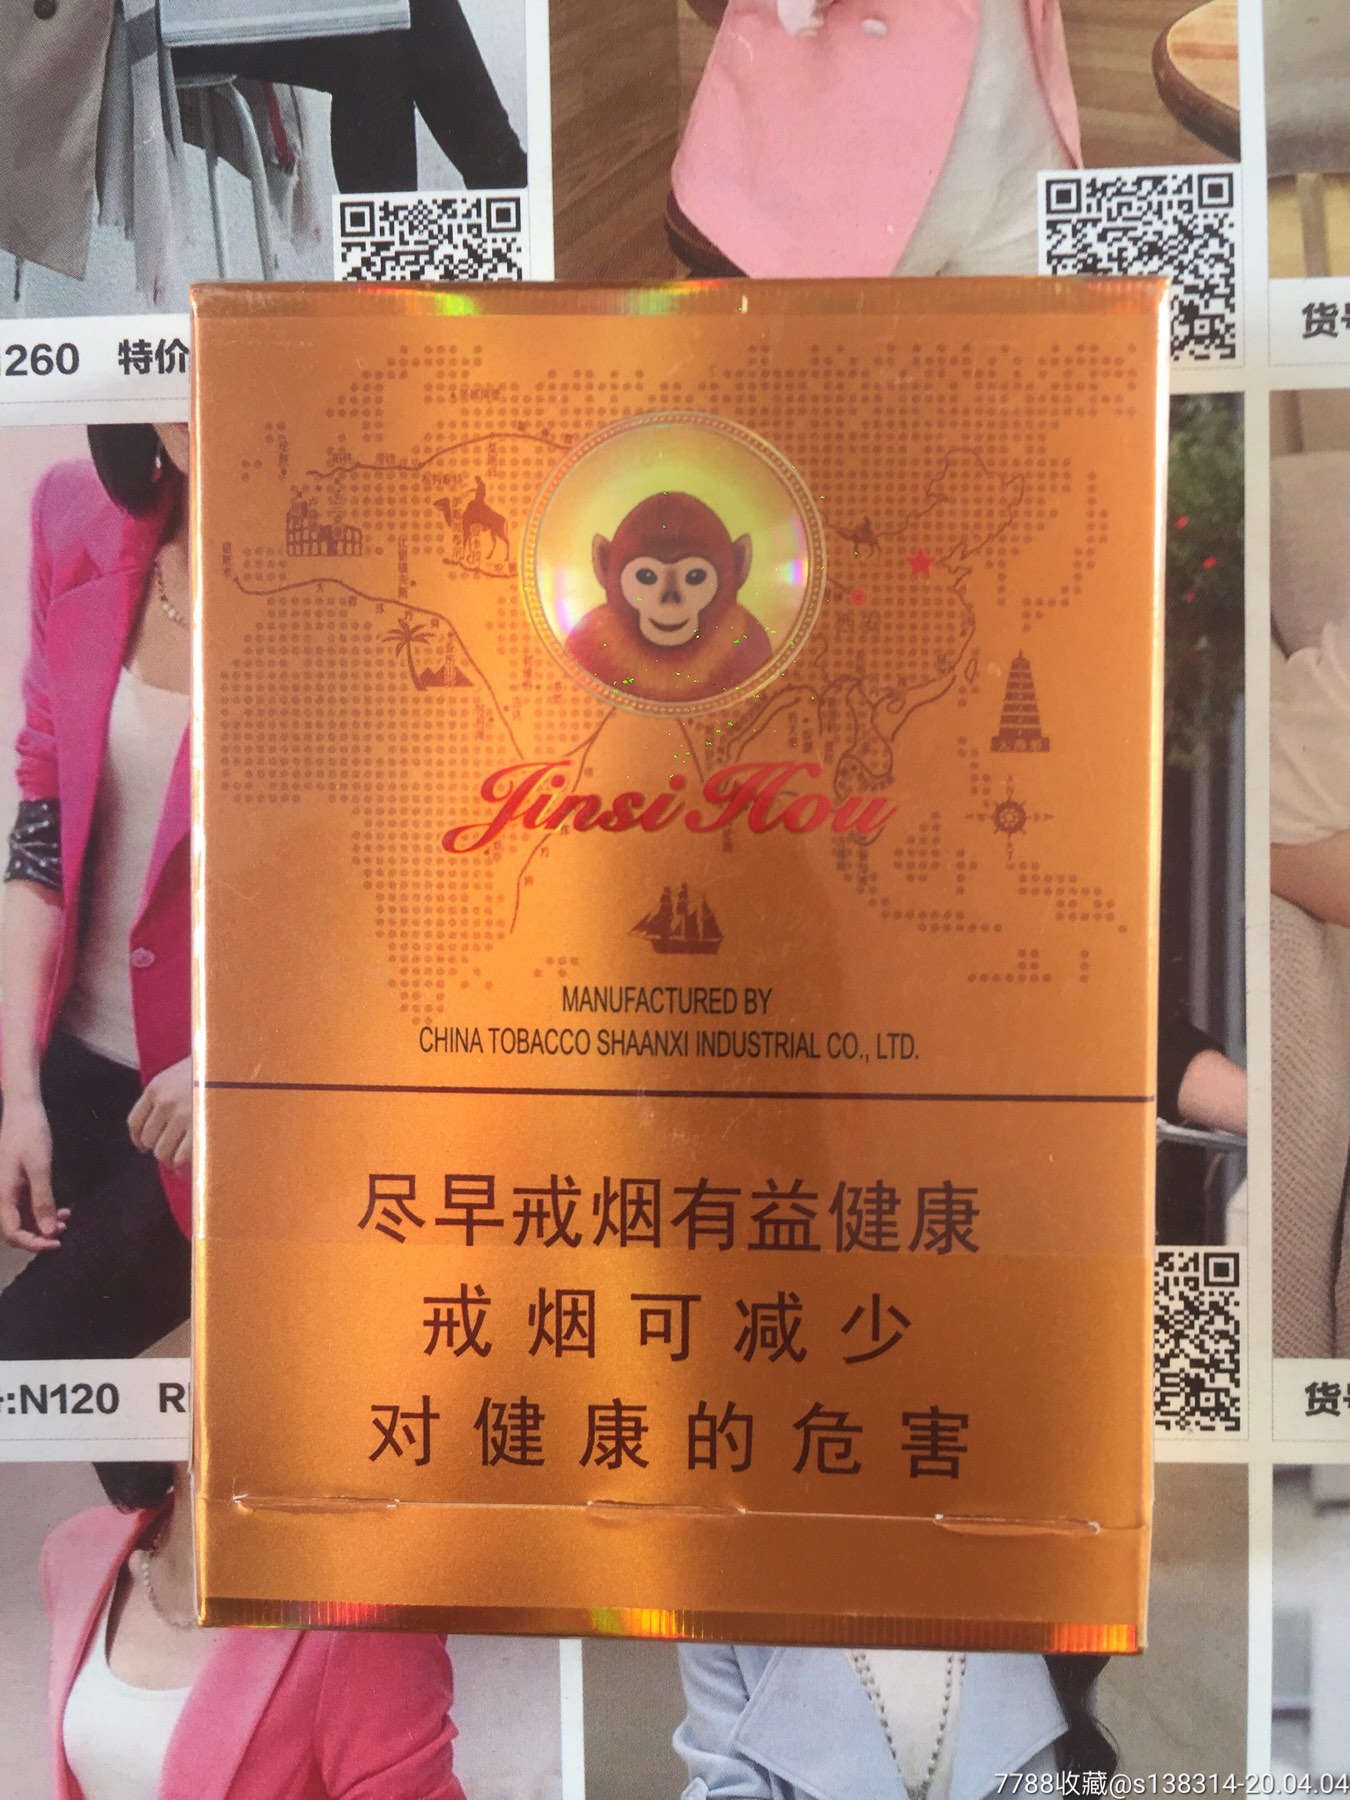 260 特价
货号
Jinsi Hou
MANUFACTURED BY
CHINA TOBACCO SHAANXI INDUSTRIAL CO., LTD.
尽早戒烟有益健康
戒烟可减少
对健康的危害
:N120
货号
7788收藏@s138314-20.04.04